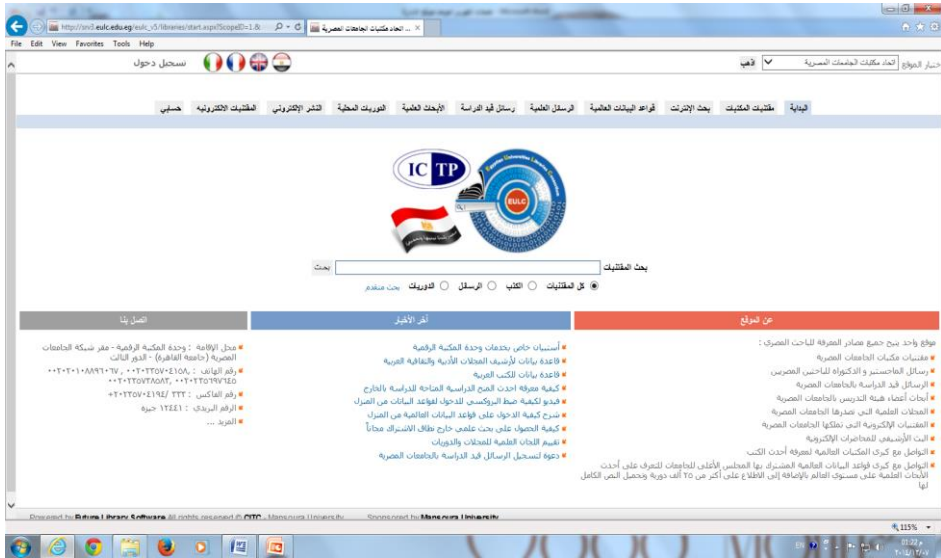 http://srv3.eulc.edu.eg/eulc_v5/libraries/start.aspx?ScopeID=1.&
... اتحاد مكتبات الجامعات المصرية
File Edit View Favorites Tools Help
اختيار الموقع اتحاد مكتبات الجامعات المصرية اذهب
تسجيل دخول
البداية مقتنيات المكتبات بحث الإنترنت قواعد البيانات العالمية الرسائل العلمية رسائل قيد الدراسة الأبحاث العلمية الدوريات المحلية النشر الإلكتروني المقتنيات الالكترونيه حسابي
IC TP
EULC
بحث المقتنيات بحث
كل المقتنيات الكتب الرسائل الدوريات بحث متقدم
عن الموقع
موقع واحد يتيح جميع مصادر المعرفة للباحث المصري :
مقتنيات مكتبات الجامعات المصرية
رسائل الماجستير و الدكتوراه للباحثين المصريين
الرسائل قيد الدراسة بالجامعات المصرية
أبحاث أعضاء هيئة التدريس بالجامعات المصرية
المجلات العلمية التي تصدرها الجامعات المصرية
المقتنيات الإلكترونية التي تملكها الجامعات المصرية
البث الأرشيفي للمحاضرات الإلكترونية
التواصل مع كبرى المكتبات العالمية لمعرفة أحدث الكتب
التواصل مع كبرى قواعد البيانات العالمية المشترك بها المجلس الأعلى للجامعات للتعرف على أحدث
الأبحاث العلمية على مستوى العالم بالإضافة إلى الاطلاع على أكثر من ٢٥ ألف دورية وتحميل النص الكامل
لها
آخر الأخبار
أستبيان خاص بخدمات وحدة المكتبة الرقمية
قاعدة بيانات لأرشيف المجلات الأدبية والثقافية العربية
قاعدة بيانات للكتب العربية
كيفية معرفة احدث المنح الدراسية المتاحة للدراسة بالخارج
فيديو لكيفية ضبط البروكسي للدخول لقواعد البيانات من المنزل
شرح كيفية الدخول على قواعد البيانات العالمية من المنزل
كيفية الحصول على بحث علمي خارج نطاق الاشتراك مجاناً
تقييم اللجان العلمية للمجلات والدوريات
دعوة لتسجيل الرسائل قيد الدراسة بالجامعات المصرية
اتصل بنا
محل الإقامة : وحدة المكتبة الرقمية - مقر شبكة الجامعات
المصرية (جامعة القاهرة) - الدور الثالث
رقم الهاتف :
رقم الفاكس :
الرقم البريدي : ١٢٤٤١ جيزه
المزيد ...
Powered by Future Library Software All rights reserved © CITC - Mansoura University Sponsored by Mansoura University
115%
EN